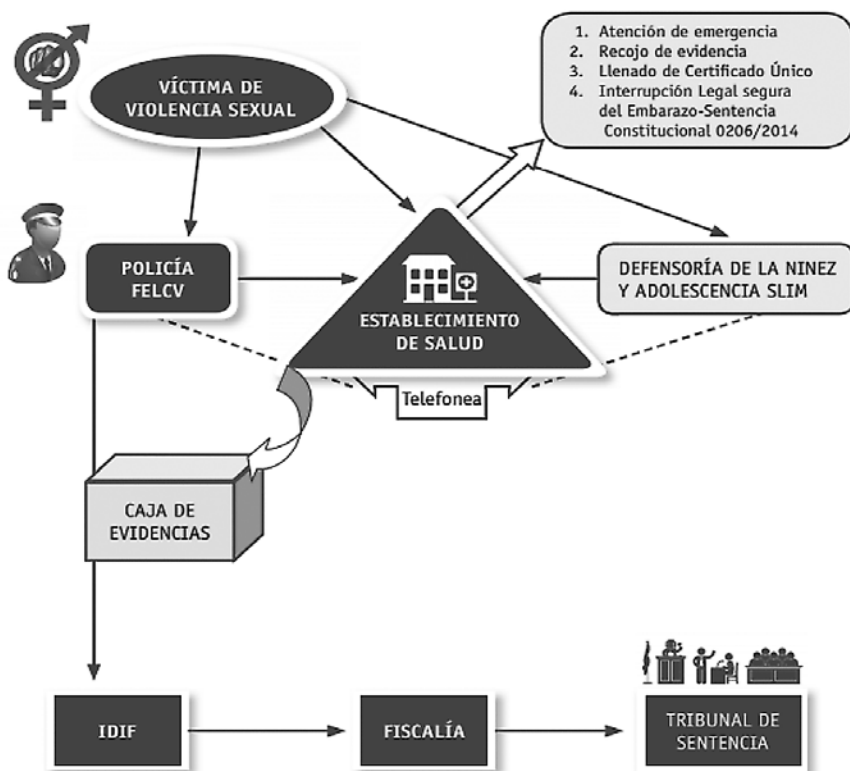 1. Atención de emergencia
2. Recojo de evidencia
3. Llenado de Certificado Único
4. Interrupción Legal segura
del Embarazo-Sentencia
Constitucional 0206/2014
VÍCTIMA DE
VIOLENCIA SEXUAL
POLICÍA
FELCV
ESTABLECIMIENTO
DE SALUD
DEFENSORÍA DE LA NINEZ
Y ADOLESCENCIA SLIM
Telefonea
CAJA DE
EVIDENCIAS
IDIF
FISCALÍA
TRIBUNAL DE
SENTENCIA